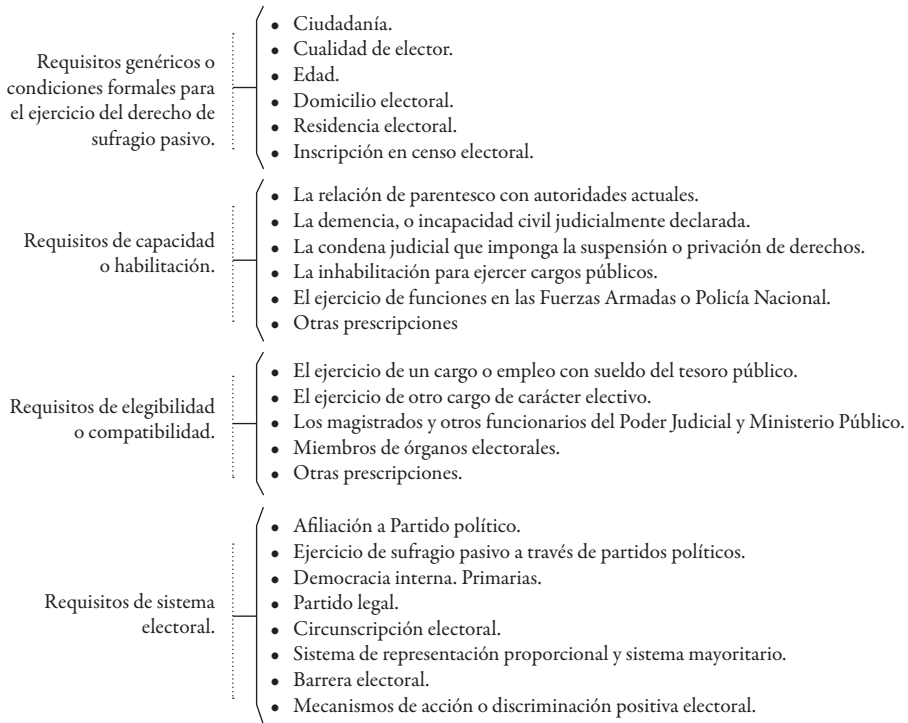 Requisitos genéricos o
condiciones formales para
el ejercicio del derecho de
sufragio pasivo.
• Ciudadanía.
• Cualidad de elector.
• Edad.
• Domicilio electoral.
• Residencia electoral.
• Inscripción en censo electoral.
Requisitos de capacidad
o habilitación.
• La relación de parentesco con autoridades actuales.
• La demencia, o incapacidad civil judicialmente declarada.
• La condena judicial que imponga la suspensión o privación de derechos.
• La inhabilitación para ejercer cargos públicos.
• El ejercicio de funciones en las Fuerzas Armadas o Policía Nacional.
• Otras prescripciones
Requisitos de elegibilidad
o compatibilidad.
• El ejercicio de un cargo o empleo con sueldo del tesoro público.
• El ejercicio de otro cargo de carácter electivo.
• Los magistrados y otros funcionarios del Poder Judicial y Ministerio Público.
• Miembros de órganos electorales.
• Otras prescripciones.
Requisitos de sistema
electoral.
• Afiliación a Partido político.
• Ejercicio de sufragio pasivo a través de partidos políticos.
• Democracia interna. Primarias.
• Partido legal.
• Circunscripción electoral.
• Sistema de representación proporcional y sistema mayoritario.
• Barrera electoral.
• Mecanismos de acción o discriminación positiva electoral.